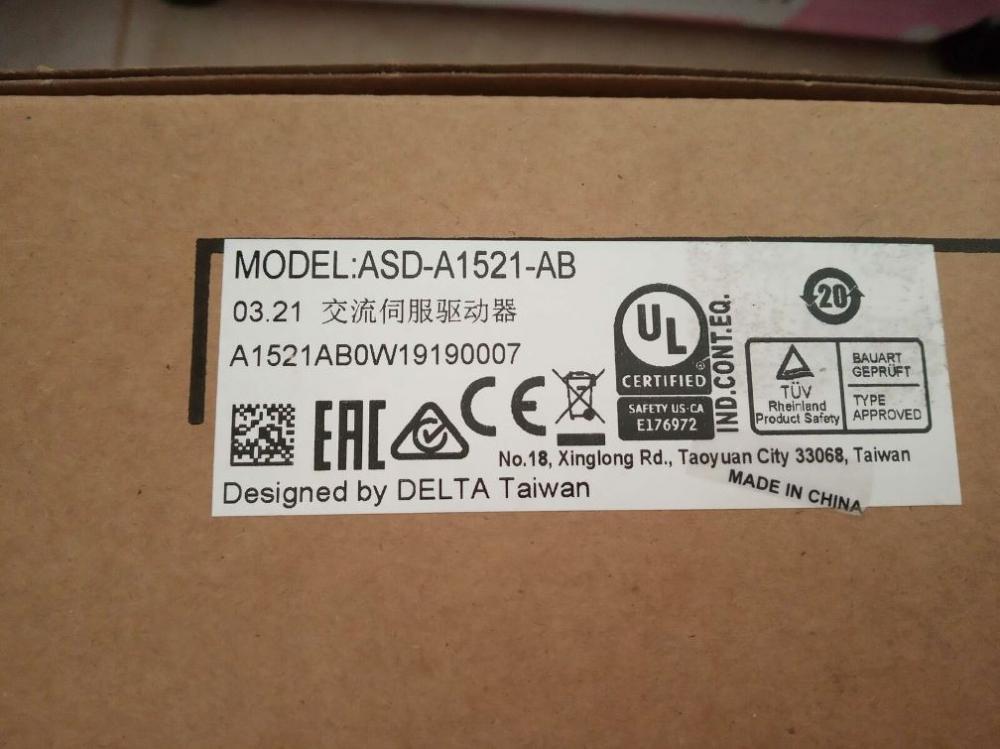 MODEL:ASD-A1521-AB
03.21 交流伺服驱动器
A1521AB0W19190007
EAC
CE
UL
CERTIFIED
SAFETY US·CA
E176972
IND.CONT.EQ.
20
TÜV
Rheinland
Product Safety
BAUART
GEPRÜFT
TYPE
APPROVED
No.18, Xinglong Rd., Taoyuan City 33068, Taiwan
Designed by DELTA Taiwan
MADE IN CHINA